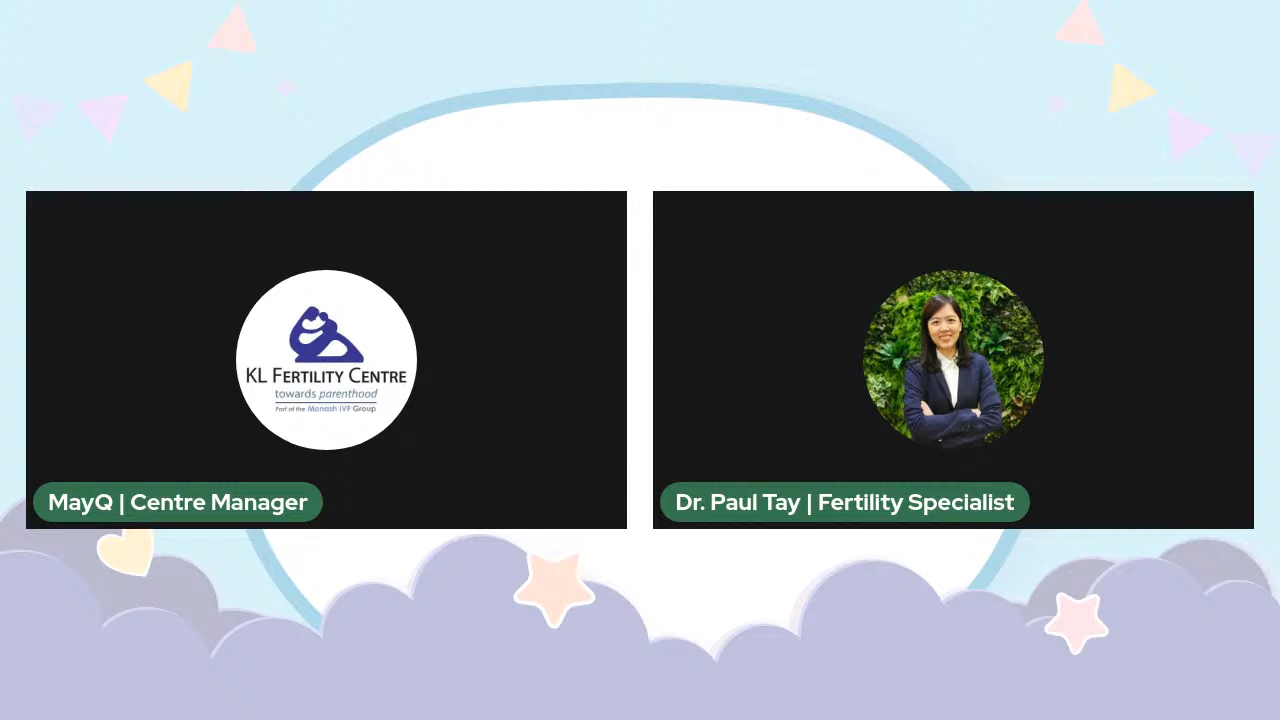 KL FERTILITY CENTRE
towards parenthood
Part of the Monash IVF Group
MayQ | Centre Manager
Dr. Paul Tay | Fertility Specialist